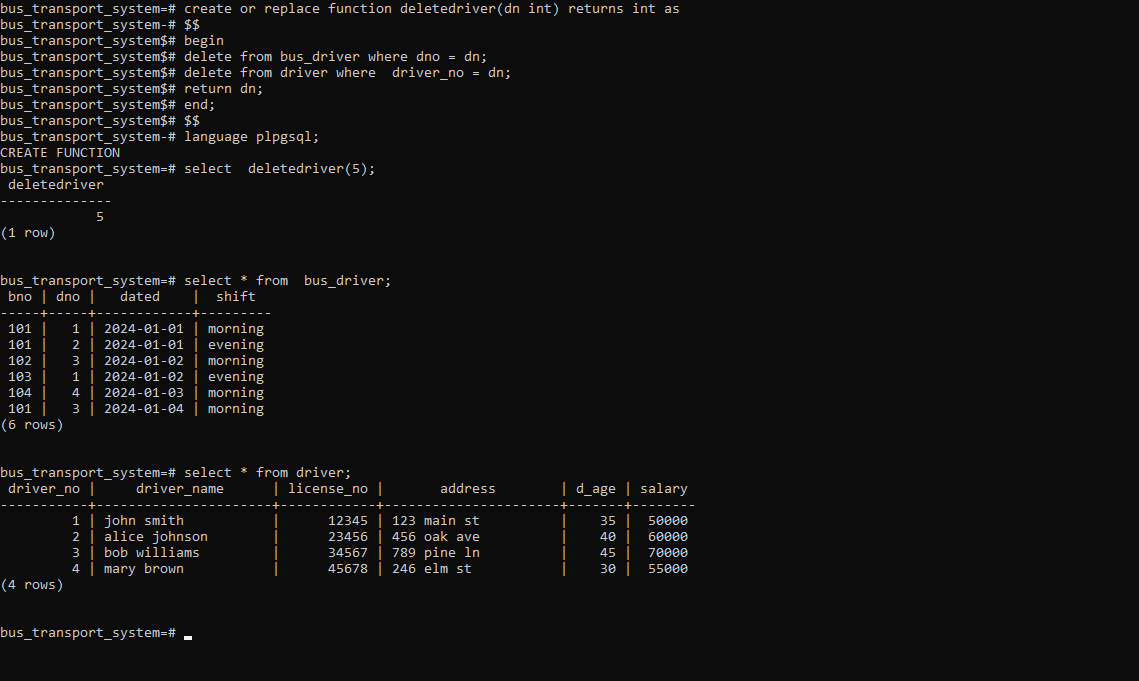 bus_transport_system=# create or replace function deletedriver(dn int) returns int as
bus_transport_system-# $$
bus_transport_system$# begin
bus_transport_system$# delete from bus_driver where dno = dn;
bus_transport_system$# delete from driver where  driver_no = dn;
bus_transport_system$# return dn;
bus_transport_system$# end;
bus_transport_system$# $$
bus_transport_system-# language plpgsql;
CREATE FUNCTION
bus_transport_system=# select  deletedriver(5);
 deletedriver
--------------
            5
(1 row)

bus_transport_system=# select * from  bus_driver;
 bno | dno |   dated    |  shift
-----+-----+------------+---------
 101 |   1 | 2024-01-01 | morning
 101 |   2 | 2024-01-01 | evening
 102 |   3 | 2024-01-02 | morning
 103 |   1 | 2024-01-02 | evening
 104 |   4 | 2024-01-03 | morning
 101 |   3 | 2024-01-04 | morning
(6 rows)

bus_transport_system=# select * from driver;
 driver_no |     driver_name      | license_no |       address        | d_age | salary
-----------+----------------------+------------+----------------------+-------+--------
         1 | john smith           |      12345 | 123 main st          |    35 |  50000
         2 | alice johnson        |      23456 | 456 oak ave          |    40 |  60000
         3 | bob williams         |      34567 | 789 pine ln          |    45 |  70000
         4 | mary brown           |      45678 | 246 elm st           |    30 |  55000
(4 rows)

bus_transport_system=#